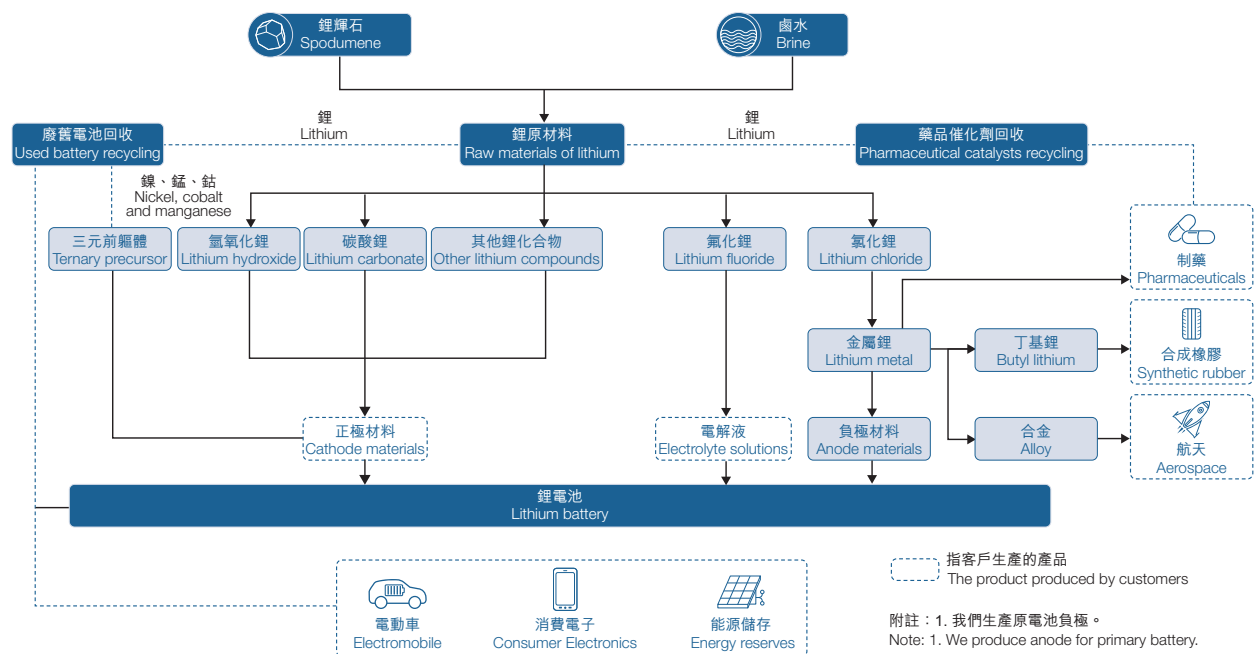 鋰輝石
Spodumene
鹵水
Brine
鋰
Lithium
鋰
Lithium
廢舊電池回收
Used battery recycling
鋰原材料
Raw materials of lithium
藥品催化劑回收
Pharmaceutical catalysts recycling
鎳、錳、鈷
Nickel, cobalt
and manganese
三元前軀體
Ternary precursor
氫氧化鋰
Lithium hydroxide
碳酸鋰
Lithium carbonate
其他鋰化合物
Other lithium compounds
氟化鋰
Lithium fluoride
氯化鋰
Lithium chloride
制藥
Pharmaceuticals
金屬鋰
Lithium metal
丁基鋰
Butyl lithium
合成橡膠
Synthetic rubber
正極材料
Cathode materials
電解液
Electrolyte solutions
負極材料
Anode materials
合金
Alloy
航天
Aerospace
鋰電池
Lithium battery
指客戶生產的產品
The product produced by customers
電動車
Electromobile
消費電子
Consumer Electronics
能源儲存
Energy reserves
附註：1. 我們生產原電池負極。
Note: 1. We produce anode for primary battery.